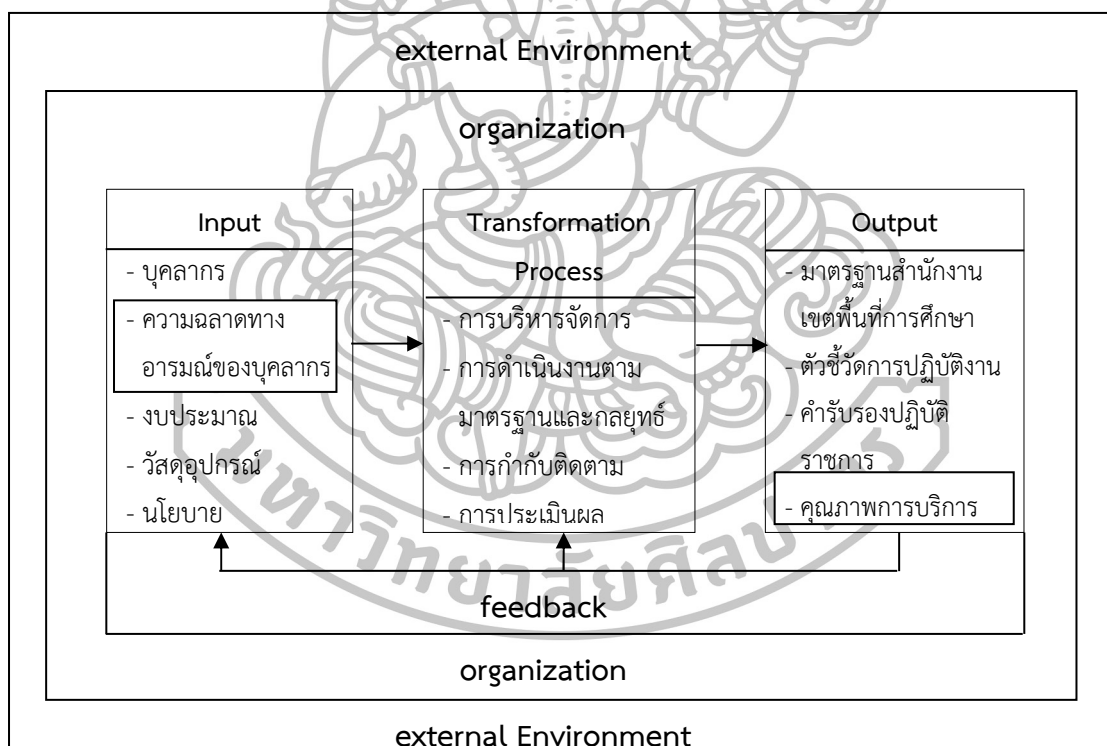 external Environment
organization
Input
- บุคลากร
- ความฉลาดทาง
อารมณ์ของบุคลากร
- งบประมาณ
- วัสดุอุปกรณ์
- นโยบาย
Transformation
Process
- การบริหารจัดการ
- การดำเนินงานตาม
มาตรฐานและกลยุทธ์
- การกำกับติดตาม
- การประเมินผล
Output
- มาตรฐานสำนักงาน
เขตพื้นที่การศึกษา
- ตัวชี้วัดการปฏิบัติงาน
- คำรับรองปฏิบัติ
ราชการ
- คุณภาพการบริการ
feedback
organization
external Environment